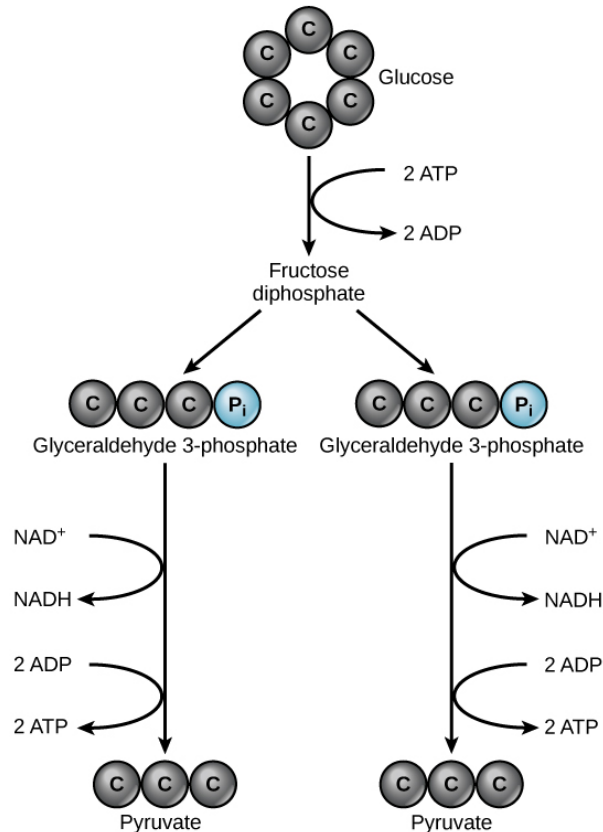 C
C
C
Glucose
C
C
C
2 ATP
2 ADP
Fructose
diphosphate
C C C Pi
C C C Pi
Glyceraldehyde 3-phosphate
Glyceraldehyde 3-phosphate
NAD+
NAD+
NADH
NADH
2 ADP
2 ADP
2 ATP
2 ATP
C C C
C C C
Pyruvate
Pyruvate